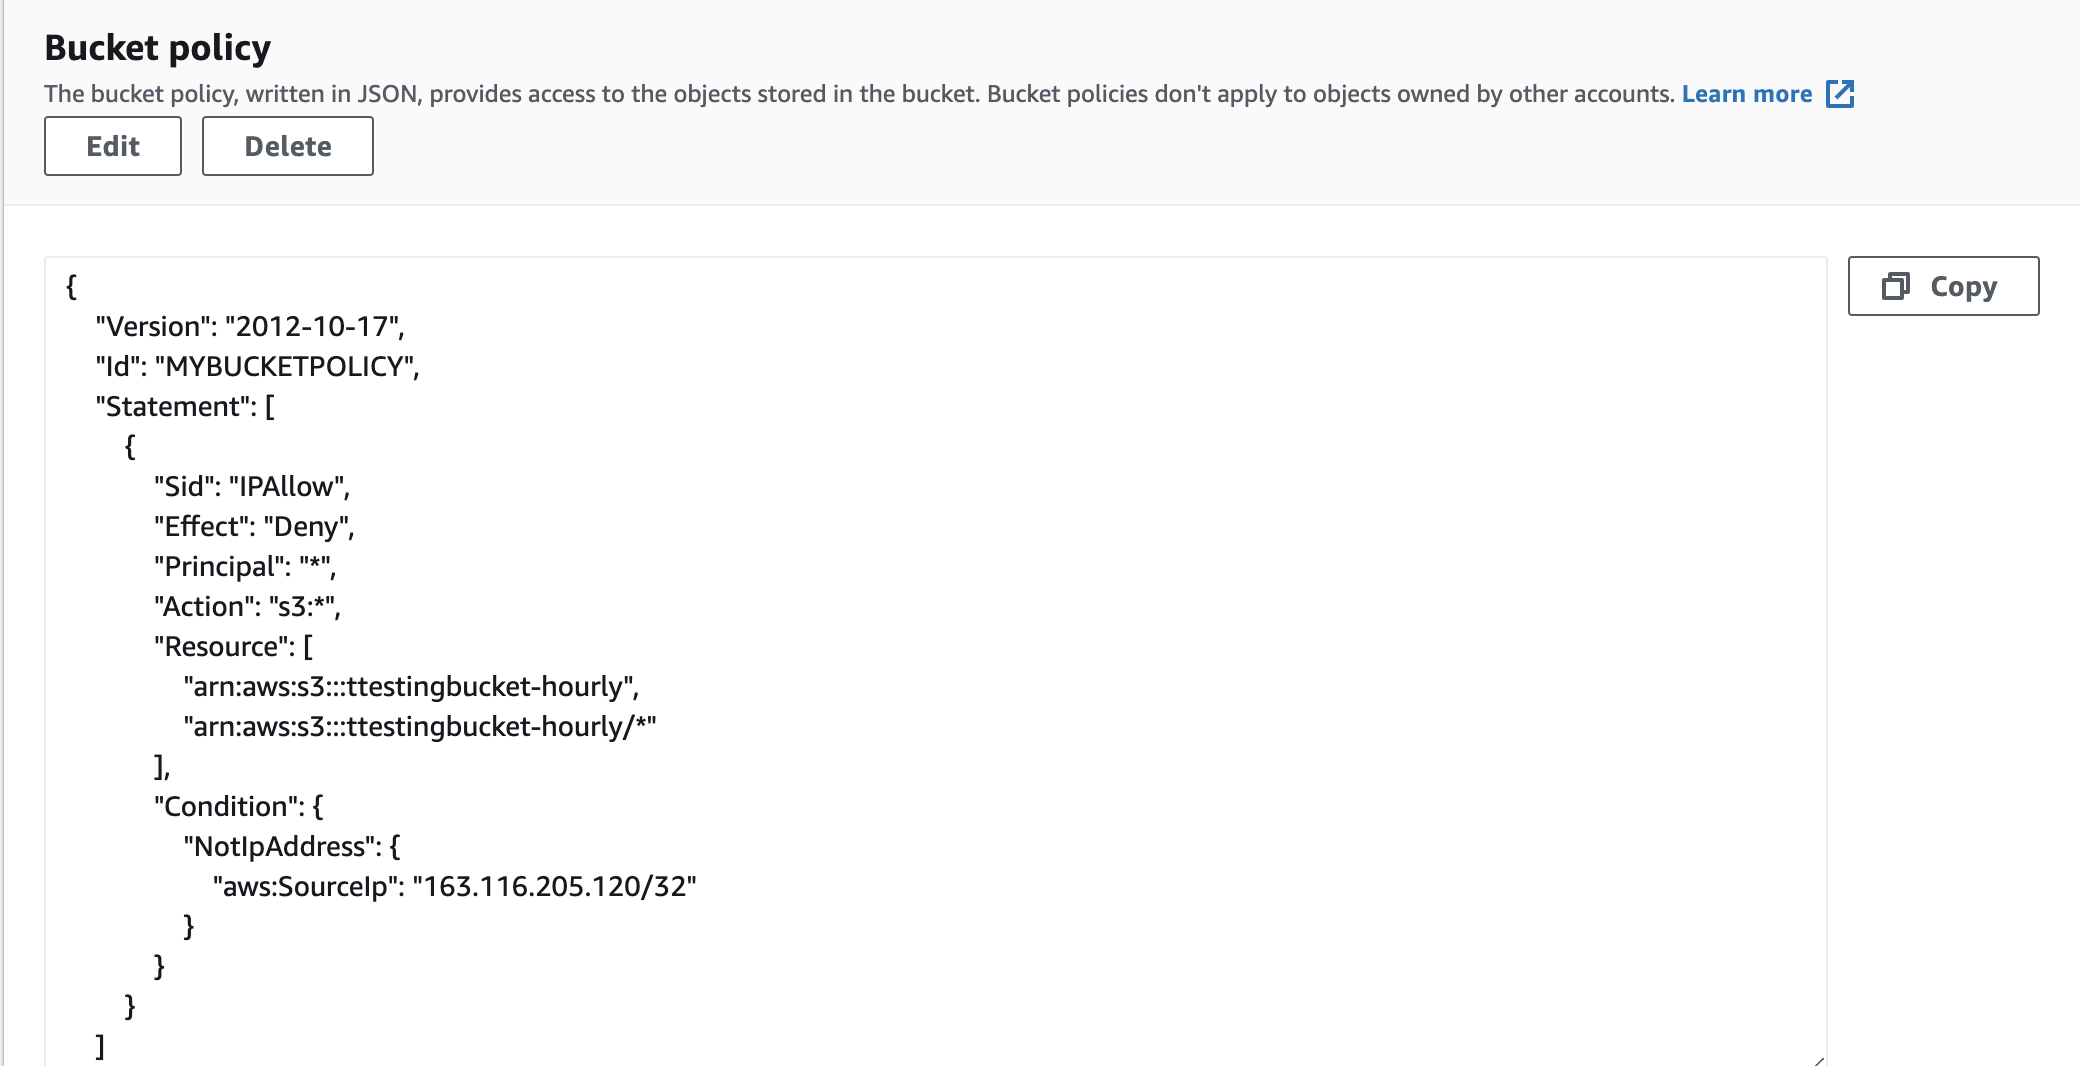 Bucket policy
The bucket policy, written in JSON, provides access to the objects stored in the bucket. Bucket policies don't apply to objects owned by other accounts. Learn more
Edit Delete
Copy
{
"Version": "2012-10-17",
"Id": "MYBUCKETPOLICY",
"Statement": [
{
"Sid": "IPAllow",
"Effect": "Deny",
"Principal": "*",
"Action": "s3:*",
"Resource": [
"arn:aws:s3:::ttestingbucket-hourly",
"arn:aws:s3:::ttestingbucket-hourly/*"
],
"Condition": {
"NotIpAddress": {
"aws:SourceIp": "163.116.205.120/32"
}
}
}
]